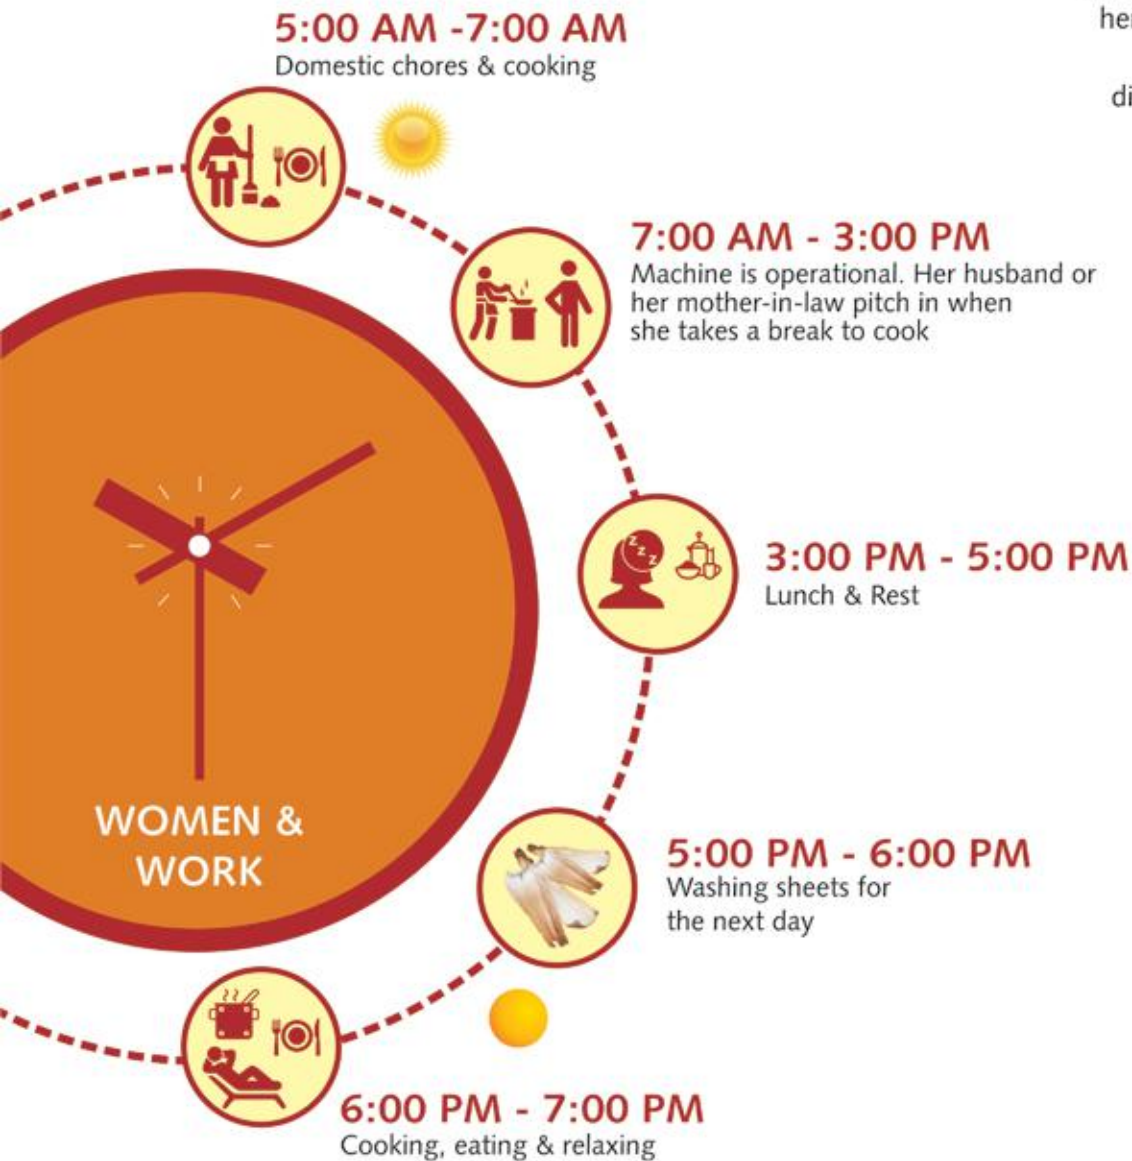 5:00 AM -7:00 AM
Domestic chores & cooking
7:00 AM - 3:00 PM
Machine is operational. Her husband or
her mother-in-law pitch in when
she takes a break to cook
z z z
3:00 PM - 5:00 PM
Lunch & Rest
WOMEN &
WORK
5:00 PM - 6:00 PM
Washing sheets for
the next day
6:00 PM - 7:00 PM
Cooking, eating & relaxing